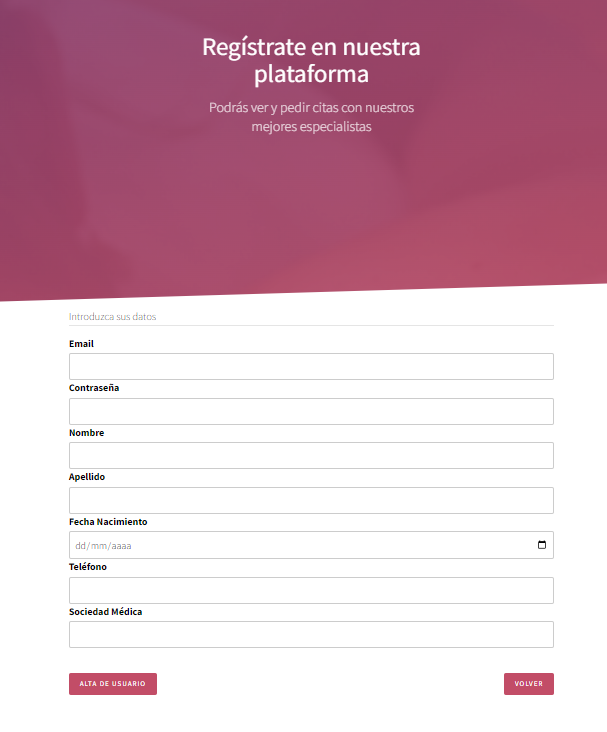 Regístrate en nuestra
plataforma
Podrás ver y pedir citas con nuestros
mejores especialistas
Introduzca sus datos
Email
Contraseña
Nombre
Apellido
Fecha Nacimiento
dd/mm/aaaa
Teléfono
Sociedad Médica
ALTA DE USUARIO
VOLVER